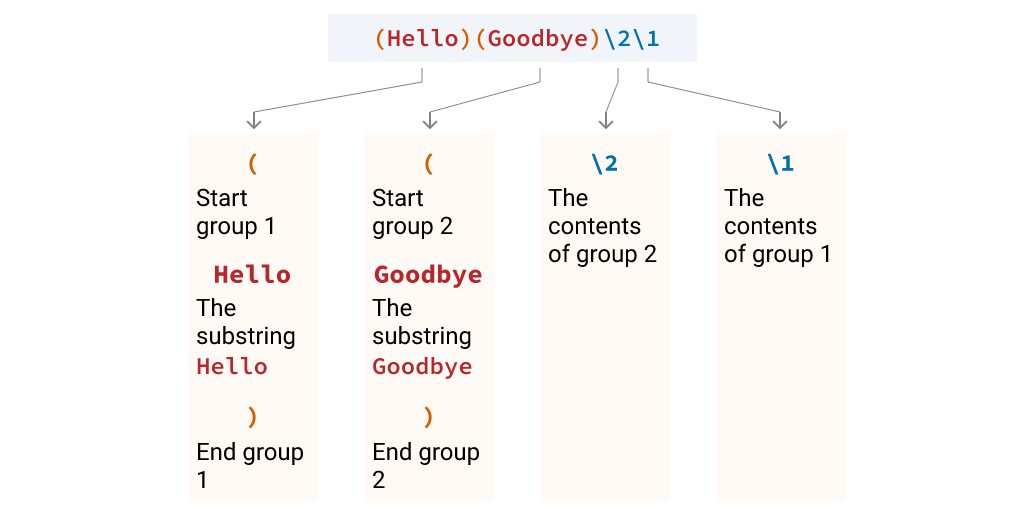 (Hello)(Goodbye)\2\1
(
Start
group 1
Hello
The
substring
Hello
)
End group
1
(
Start
group 2
Goodbye
The
substring
Goodbye
)
End group
2
\2
The
contents
of group 2
\1
The
contents
of group 1